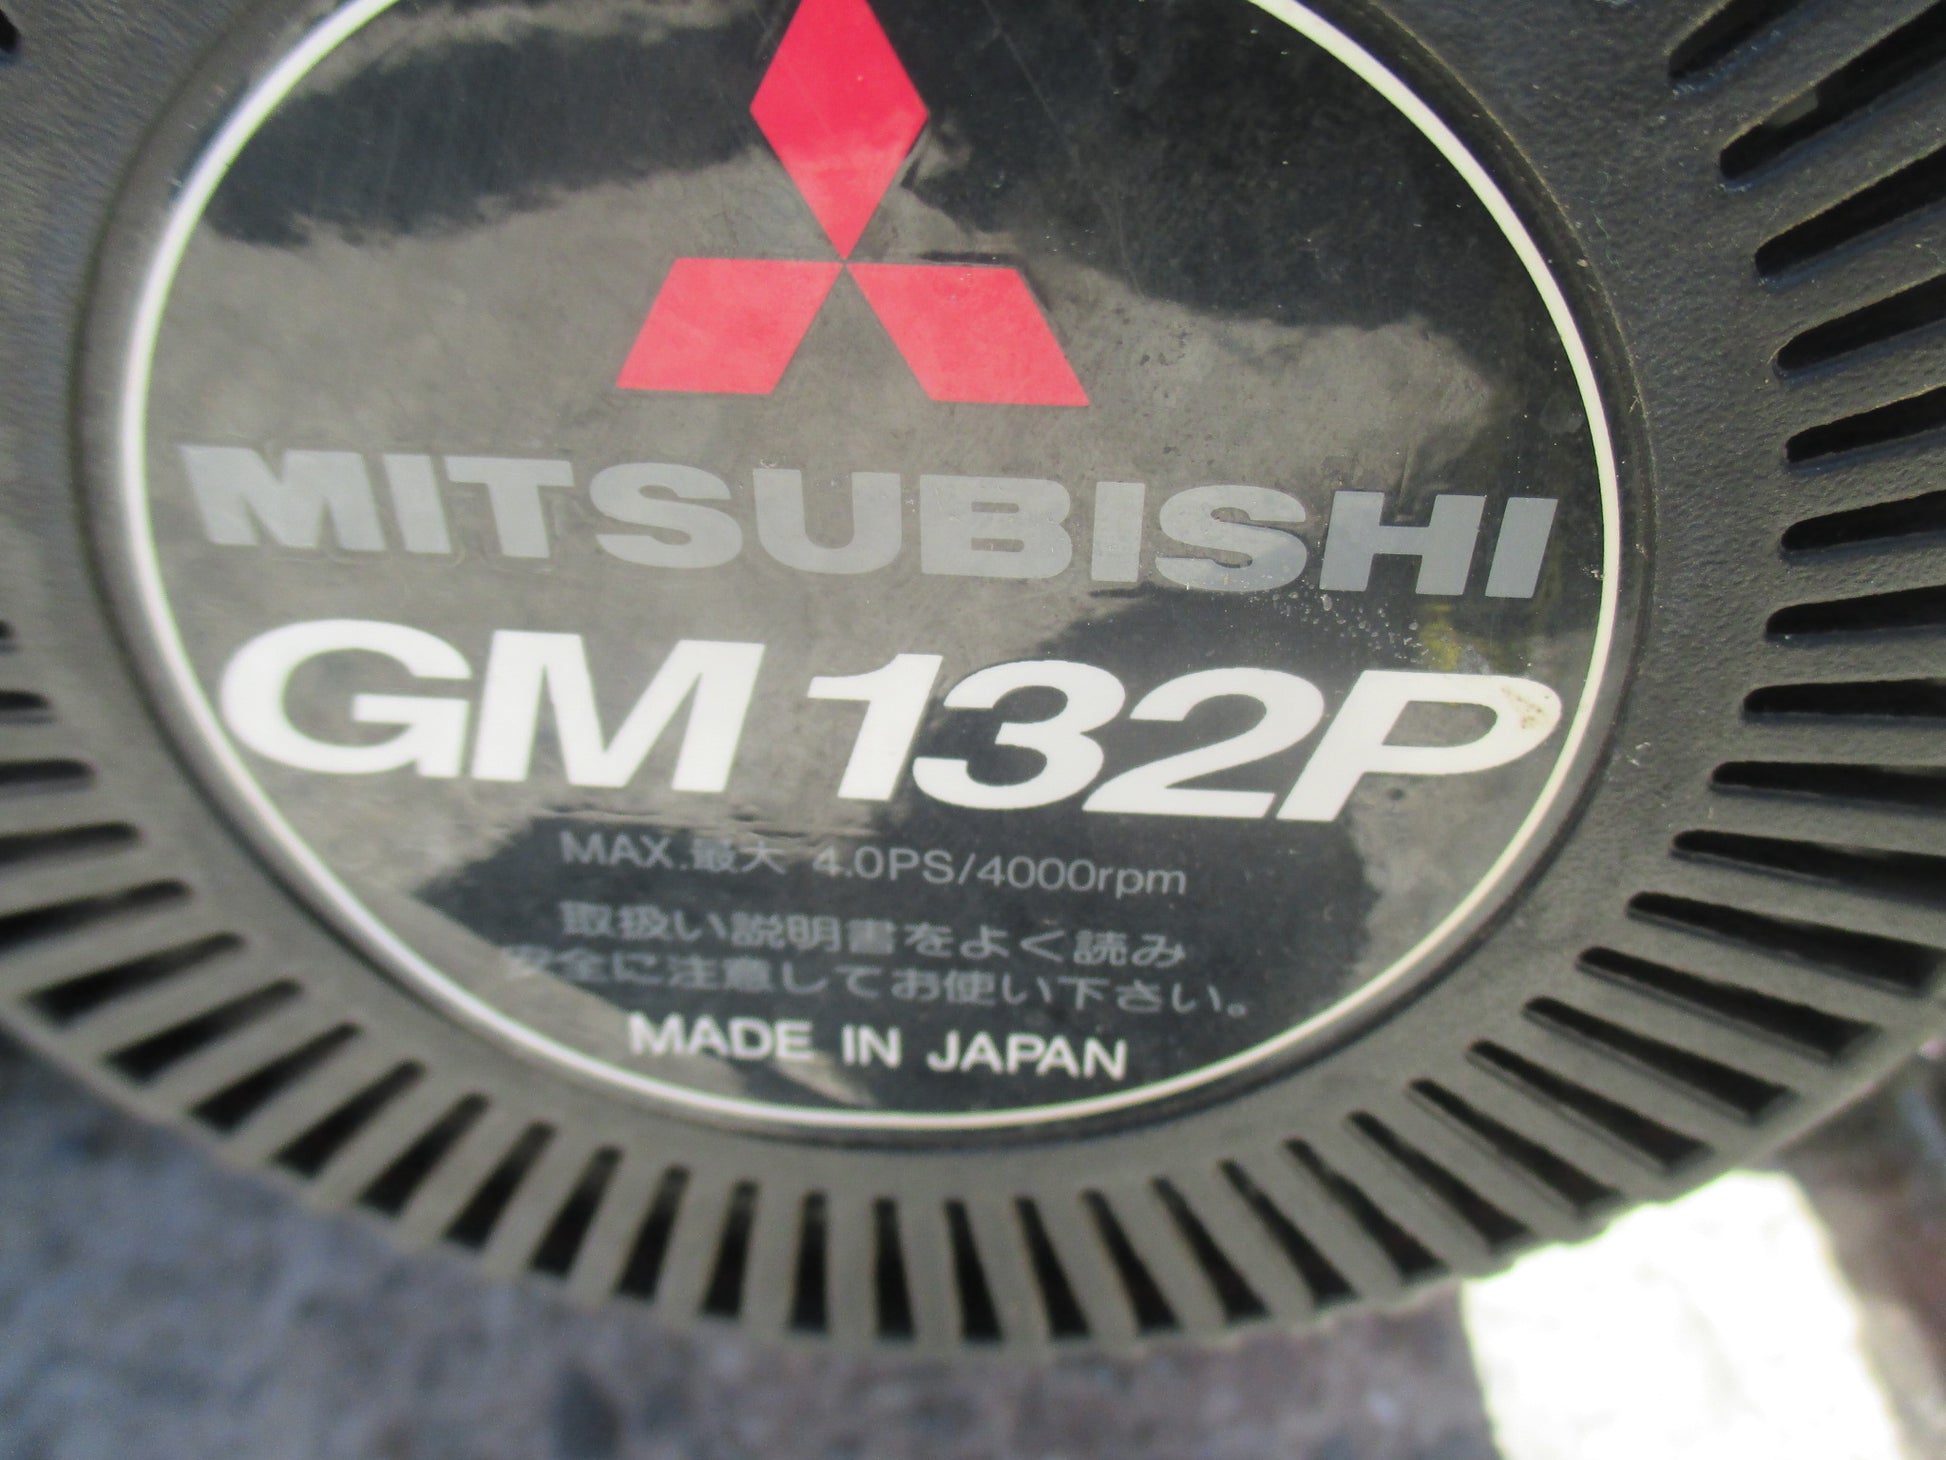 MITSUBISHI
GM 132P
MAX.最大 4.0PS/4000rpm
取扱い説明書をよく読み
安全に注意してお使い下さい。
MADE IN JAPAN